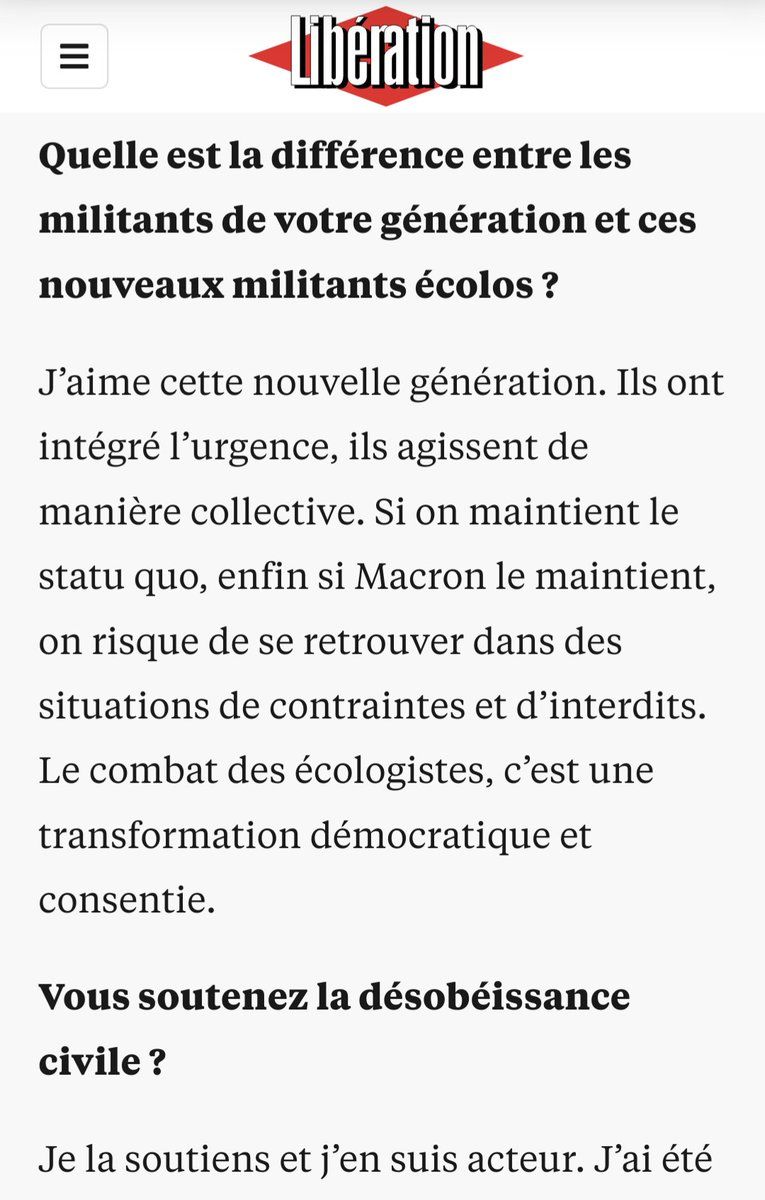 Libération
Quelle est la différence entre les
militants de votre génération et ces
nouveaux militants écolos ?
J’aime cette nouvelle génération. Ils ont
intégré l’urgence, ils agissent de
manière collective. Si on maintient le
statu quo, enfin si Macron le maintient,
on risque de se retrouver dans des
situations de contraintes et d’interdits.
Le combat des écologistes, c’est une
transformation démocratique et
consentie.
Vous soutenez la désobéissance
civile ?
Je la soutiens et j’en suis acteur. J’ai été